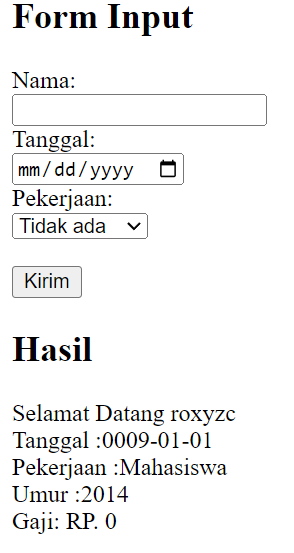 Form Input
Nama:
Tanggal:
mm/dd/yyyy
Pekerjaan:
Tidak ada
Kirim
Hasil
Selamat Datang roxyzc
Tanggal :0009-01-01
Pekerjaan :Mahasiswa
Umur :2014
Gaji: RP. 0